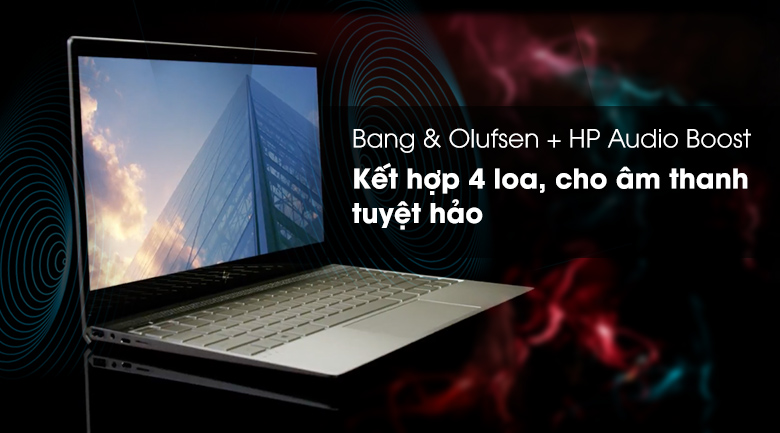 Bang & Olufsen + HP Audio Boost
Kết hợp 4 loa, cho âm thanh
tuyệt hảo